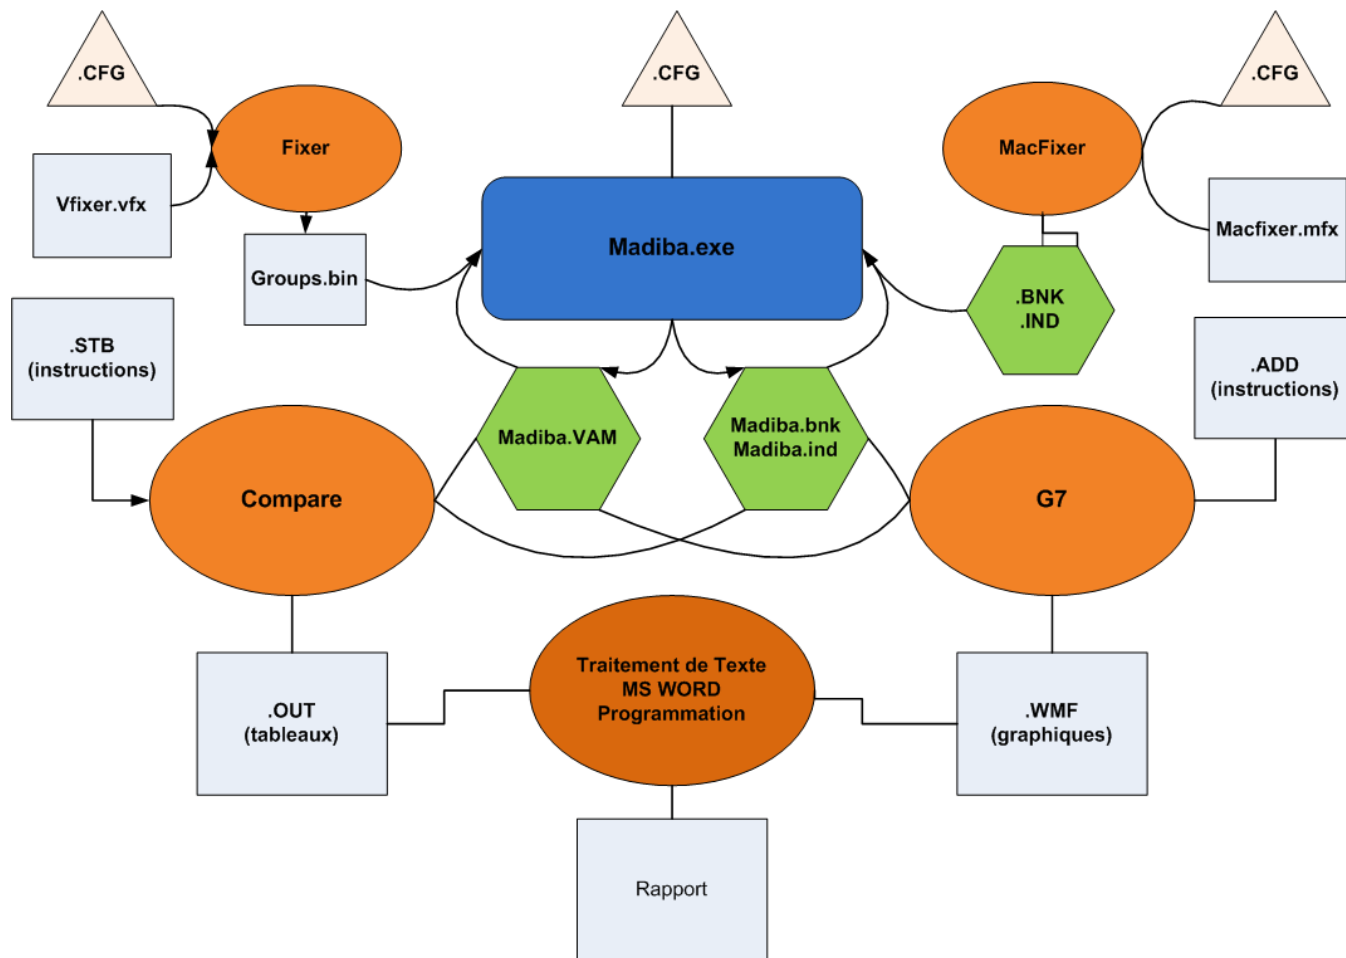 .CFG
.CFG
.CFG
Fixer
MacFixer
Vfixer.vfx
Macfixer.mfx
Madiba.exe
Groups.bin
.BNK
.IND
.STB
(instructions)
.ADD
(instructions)
Madiba.VAM
Madiba.bnk
Madiba.ind
Compare
G7
Traitement de Texte
MS WORD
Programmation
.OUT
(tableaux)
.WMF
(graphiques)
Rapport